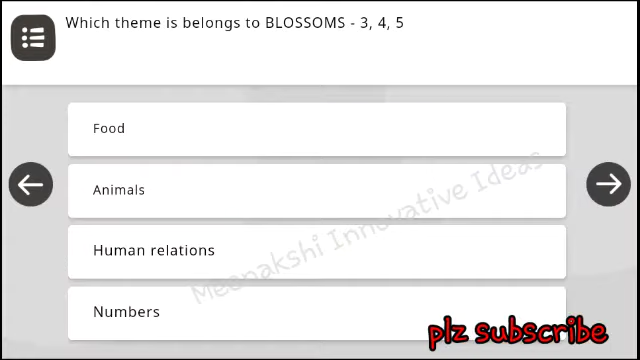 Which theme is belongs to BLOSSOMS - 3, 4, 5
Food
Animals
Human relations
Numbers
Meenakshi Innovative Ideas
plz subscribe